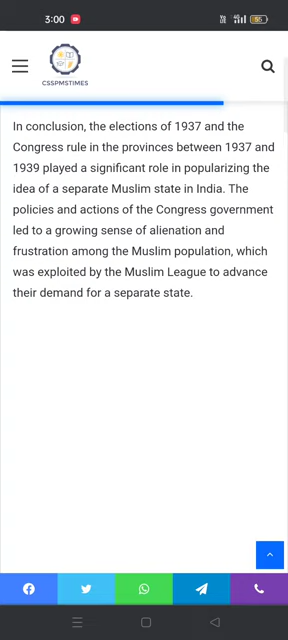 3:00
55
CSSPMSTIMES
In conclusion, the elections of 1937 and the
Congress rule in the provinces between 1937 and
1939 played a significant role in popularizing the
idea of a separate Muslim state in India. The
policies and actions of the Congress government
led to a growing sense of alienation and
frustration among the Muslim population, which
was exploited by the Muslim League to advance
their demand for a separate state.